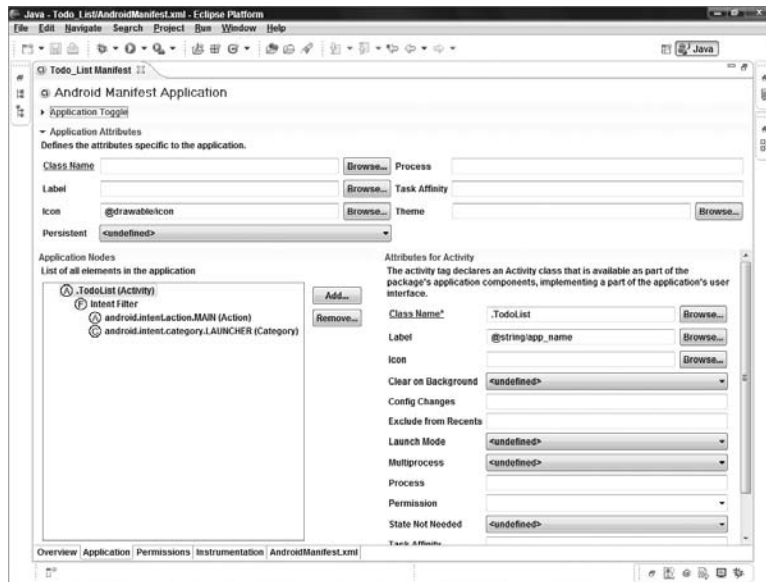 Java - Todo_List/AndroidManifest.xml - Eclipse Platform
File Edit Navigate Search Project Run Window Help
Java
Todo_List Manifest
Android Manifest Application
Application Toggle
Application Attributes
Defines the attributes specific to the application.
Class Name Browse... Process
Label Browse... Task Affinity
Icon @drawable/icon Browse... Theme Browse...
Persistent <undefined>
Application Nodes
List of all elements in the application
A .TodoList (Activity)
F Intent Filter
A android.intent.action.MAIN (Action)
C android.intent.category.LAUNCHER (Category)
Add...
Remove...
Attributes for Activity
The activity tag declares an Activity class that is available as part of the
package's application components, implementing a part of the application's user
interface.
Class Name* .TodoList Browse...
Label @string/app_name Browse...
Icon Browse...
Clear on Background <undefined>
Config Changes
Exclude from Recents
Launch Mode <undefined>
Multiprocess <undefined>
Process
Permission
State Not Needed <undefined>
Task Affinity
Overview Application Permissions Instrumentation AndroidManifest.xml